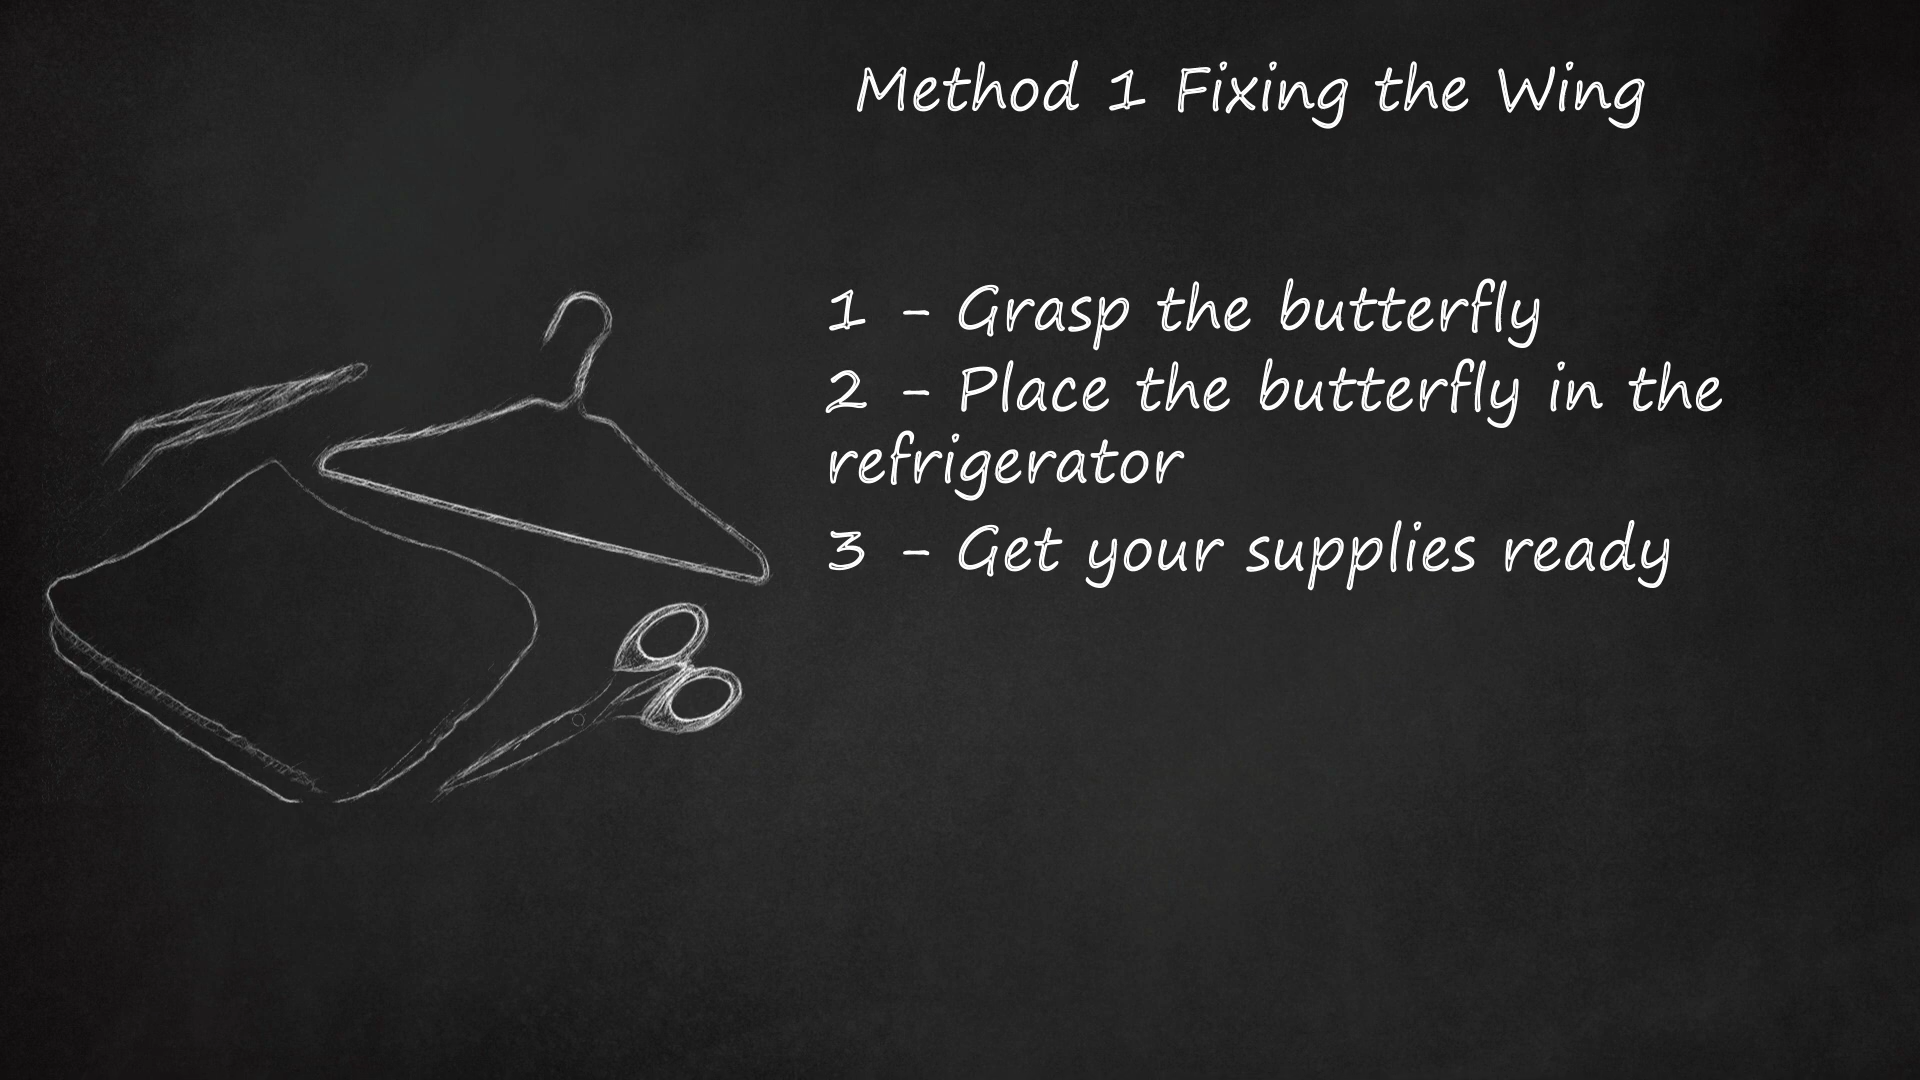 Method 1 Fixing the Wing
1 - Grasp the butterfly
2 - Place the butterfly in the
refrigerator
3 - Get your supplies ready